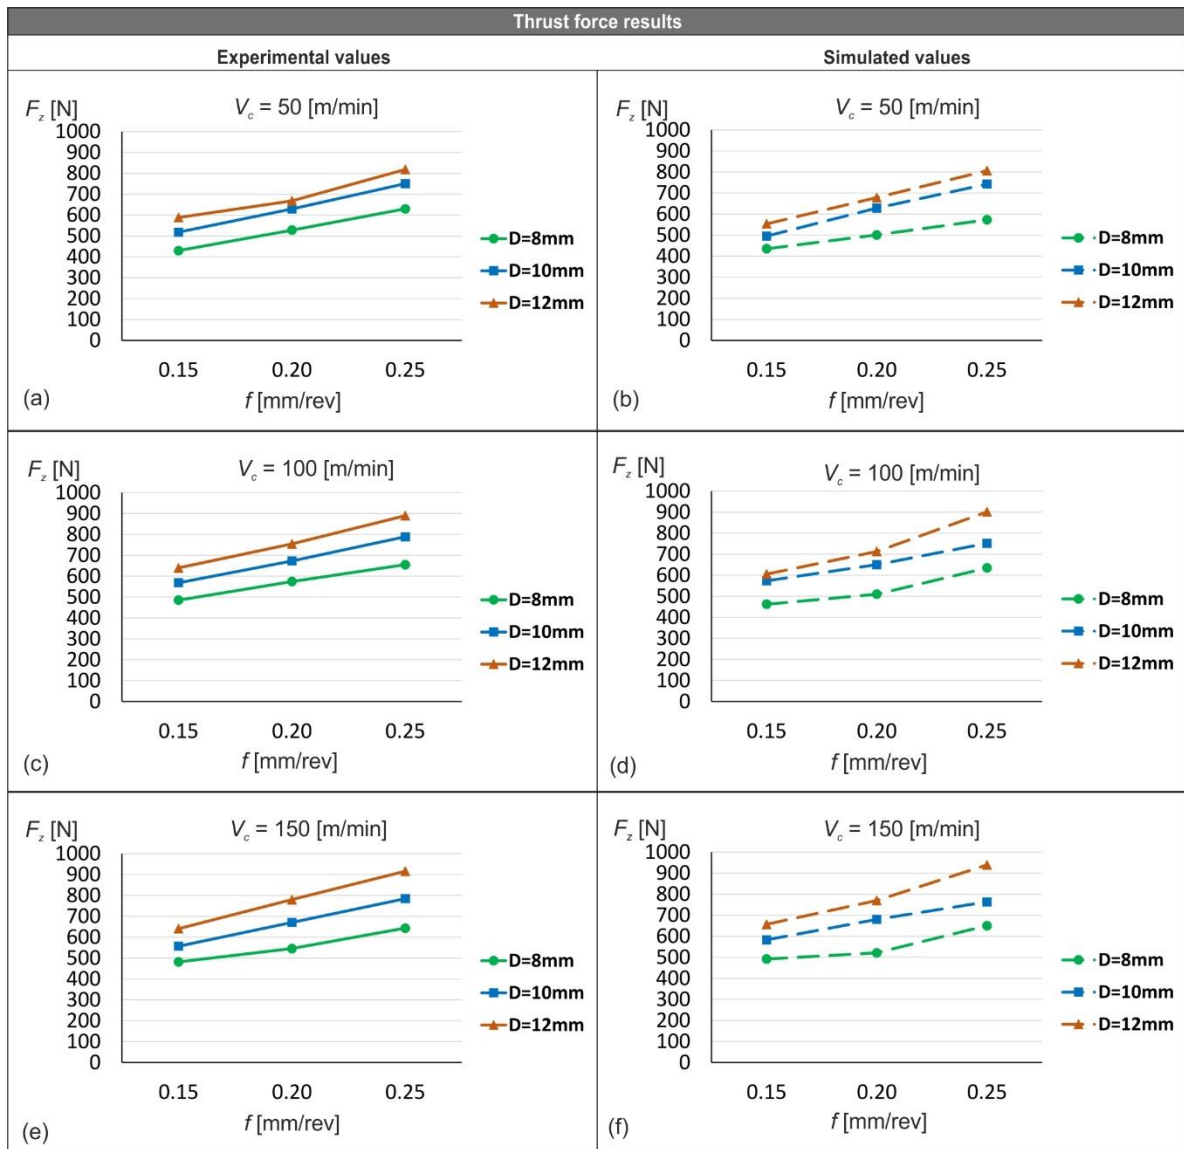 Thrust force results
Experimental values
Simulated values
F_z [N]
V_c = 50 [m/min]
1000
900
800
700
600
500
400
300
200
100
0
0.15 0.20 0.25
f [mm/rev]
D=8mm
D=10mm
D=12mm
(a)
F_z [N]
V_c = 50 [m/min]
1000
900
800
700
600
500
400
300
200
100
0
0.15 0.20 0.25
f [mm/rev]
D=8mm
D=10mm
D=12mm
(b)
F_z [N]
V_c = 100 [m/min]
1000
900
800
700
600
500
400
300
200
100
0
0.15 0.20 0.25
f [mm/rev]
D=8mm
D=10mm
D=12mm
(c)
F_z [N]
V_c = 100 [m/min]
1000
900
800
700
600
500
400
300
200
100
0
0.15 0.20 0.25
f [mm/rev]
D=8mm
D=10mm
D=12mm
(d)
F_z [N]
V_c = 150 [m/min]
1000
900
800
700
600
500
400
300
200
100
0
0.15 0.20 0.25
f [mm/rev]
D=8mm
D=10mm
D=12mm
(e)
F_z [N]
V_c = 150 [m/min]
1000
900
800
700
600
500
400
300
200
100
0
0.15 0.20 0.25
f [mm/rev]
D=8mm
D=10mm
D=12mm
(f)